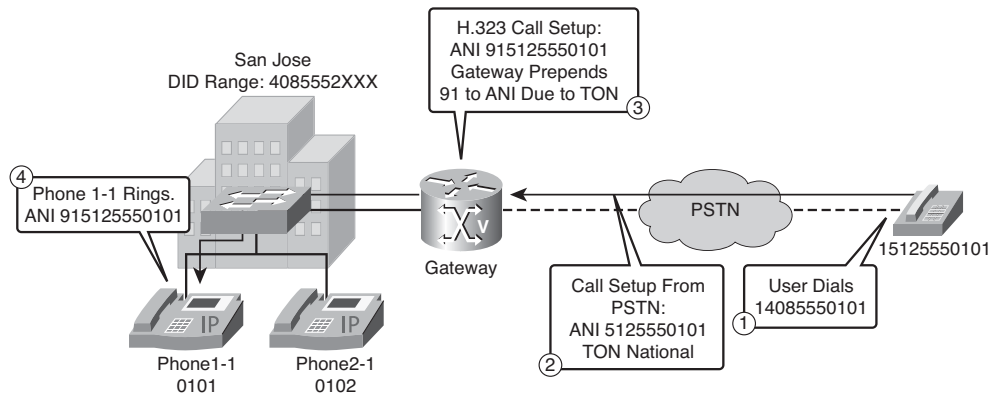 H.323 Call Setup:
ANI 915125550101
Gateway Prepends
91 to ANI Due to TON
3
San Jose
DID Range: 4085552XXX
4
Phone 1-1 Rings.
ANI 915125550101
V
Gateway
PSTN
15125550101
User Dials
14085550101
1
Call Setup From
PSTN:
ANI 5125550101
TON National
2
IP
Phone1-1
0101
IP
Phone2-1
0102